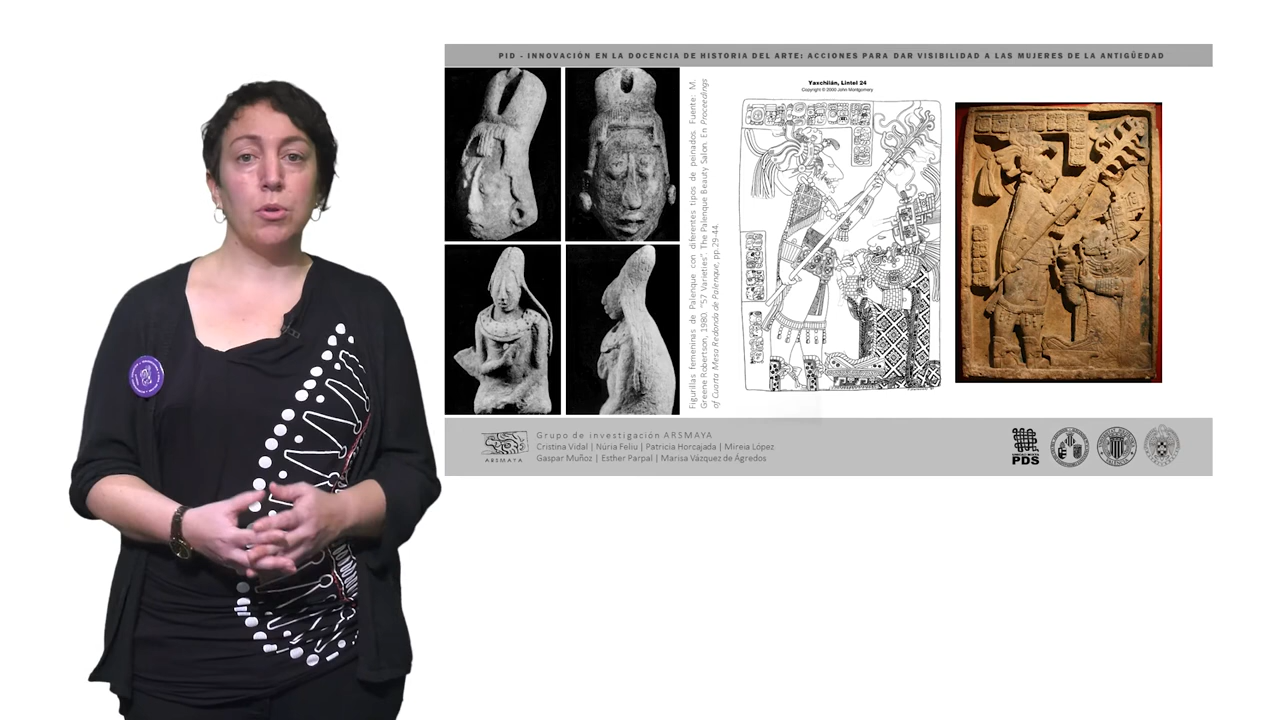 PID - INNOVACIÓN EN LA DOCENCIA DE HISTORIA DEL ARTE: ACCIONES PARA DAR VISIBILIDAD A LAS MUJERES DE LA ANTIGÜEDAD
Figurillas femeninas de Palenque con diferentes tipos de peinados. Fuente: M.
Greene Robertson, 1980. "57 Varieties". The Palenque Beauty Salon. En Proceedings
of Cuarta Mesa Redonda de Palenque, pp.29-44.
Yaxchilán, Lintel 24
Copyright © 2000 John Montgomery
Grupo de investigación ARSMAYA
Cristina Vidal | Núria Feliu | Patricia Horcajada | Mireia López
Gaspar Muñoz | Esther Parpal | Marisa Vázquez de Ágredos
ARSMAYA
PDS